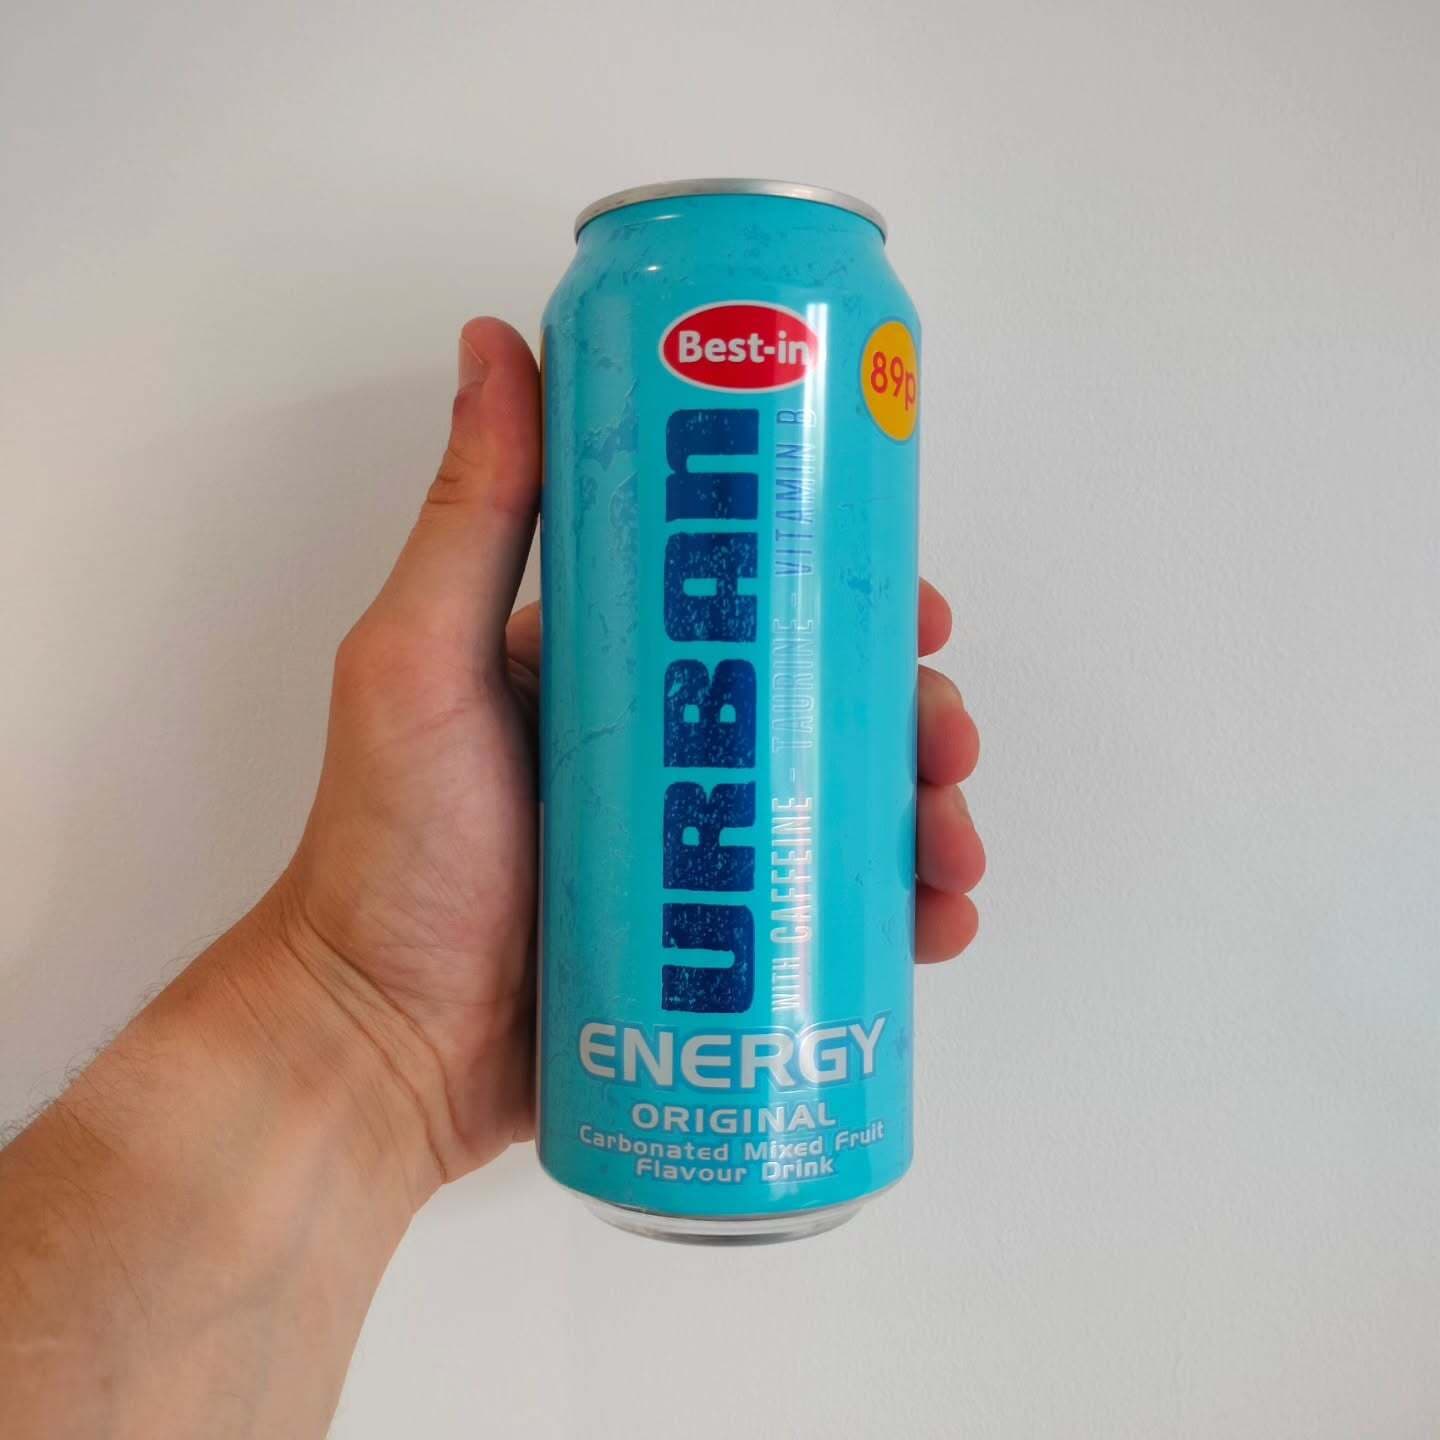 Best-in
89p
URBAN
WITH CAFFEINE - TAURINE - VITAMIN B
ENERGY
ORIGINAL
Carbonated Mixed Fruit
Flavour Drink